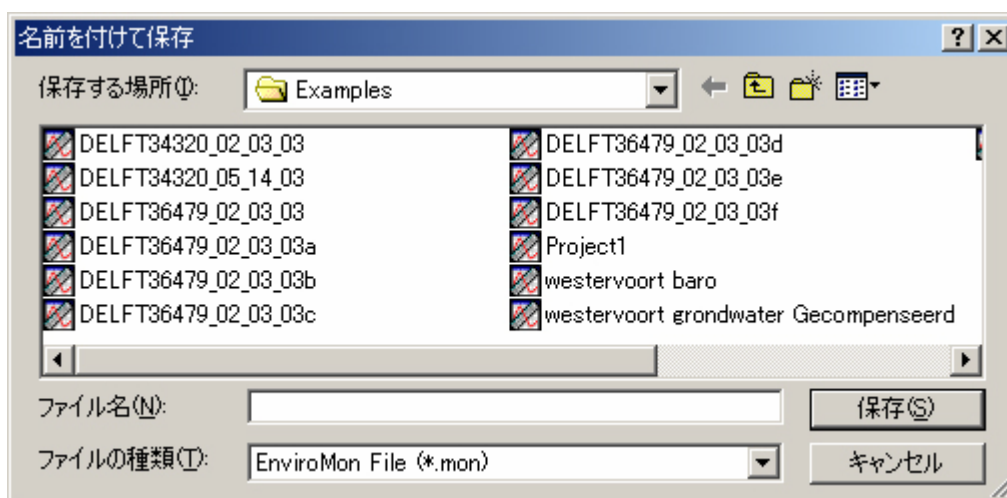 名前を付けて保存
保存する場所(I):
Examples
DELFT34320_02_03_03
DELFT34320_05_14_03
DELFT36479_02_03_03
DELFT36479_02_03_03a
DELFT36479_02_03_03b
DELFT36479_02_03_03c
DELFT36479_02_03_03d
DELFT36479_02_03_03e
DELFT36479_02_03_03f
Project1
westervoort baro
westervoort grondwater Gecompenseerd
ファイル名(N):
保存(S)
ファイルの種類(T):
EnviroMon File (*.mon)
キャンセル